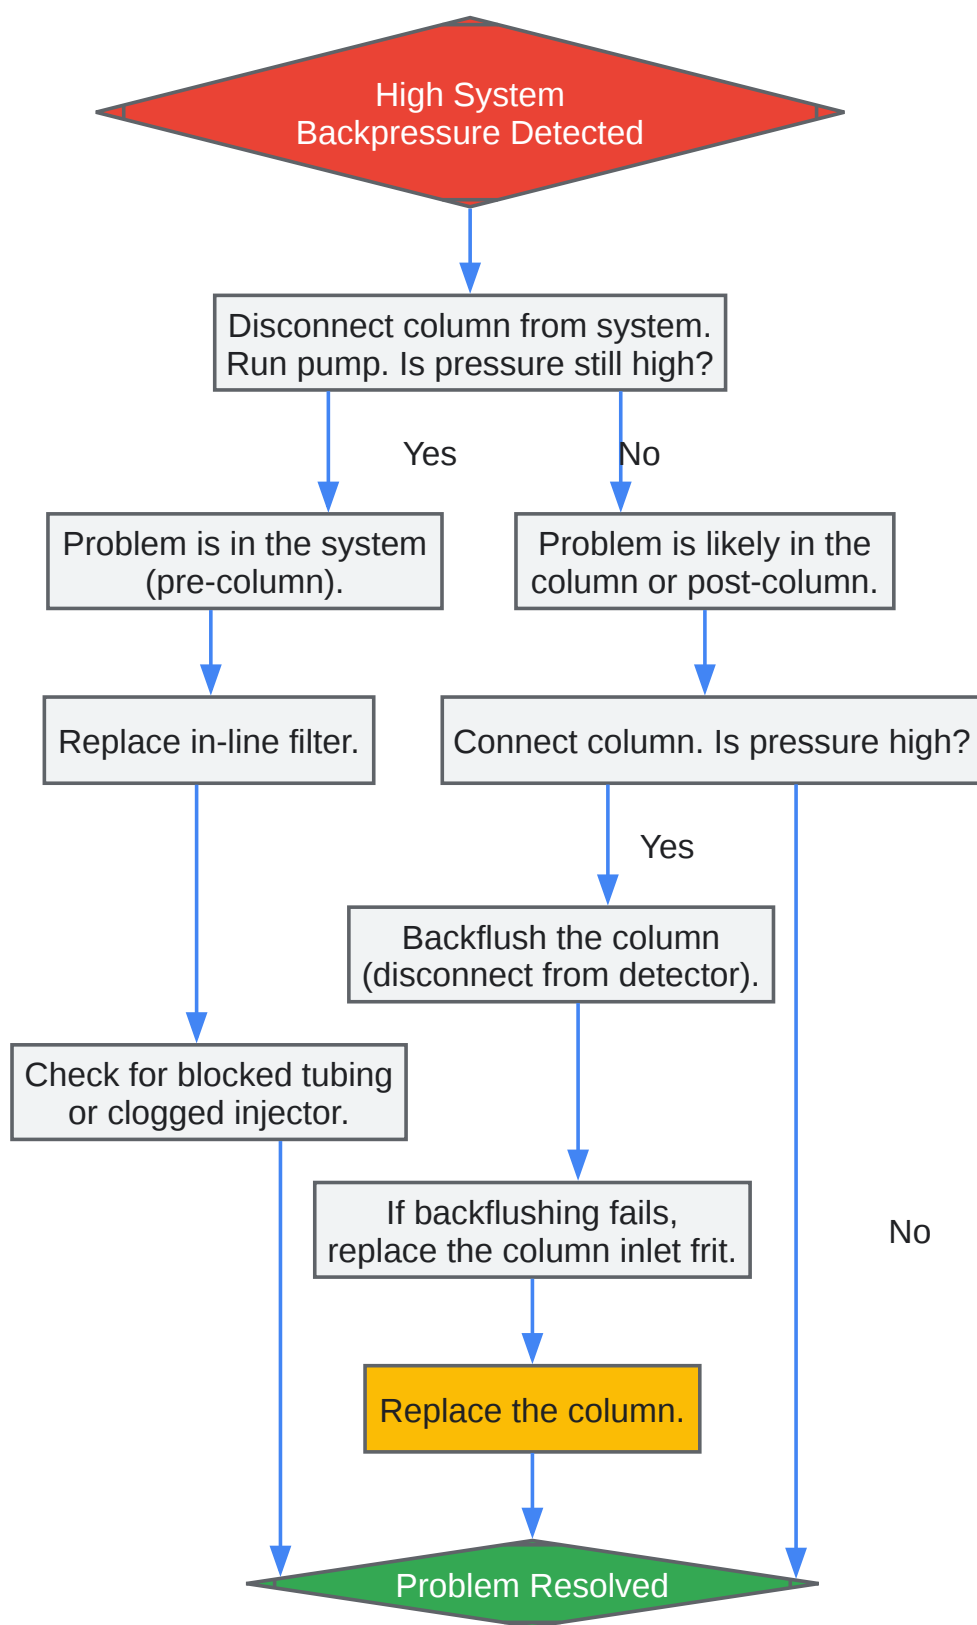 High System
Backpressure Detected
Disconnect column from system.
Run pump. Is pressure still high?
Yes
No
Problem is in the system
(pre-column).
Problem is likely in the
column or post-column.
Replace in-line filter.
Connect column. Is pressure high?
Yes
Backflush the column
(disconnect from detector).
Check for blocked tubing
or clogged injector.
If backflushing fails,
replace the column inlet frit.
No
Replace the column.
Problem Resolved